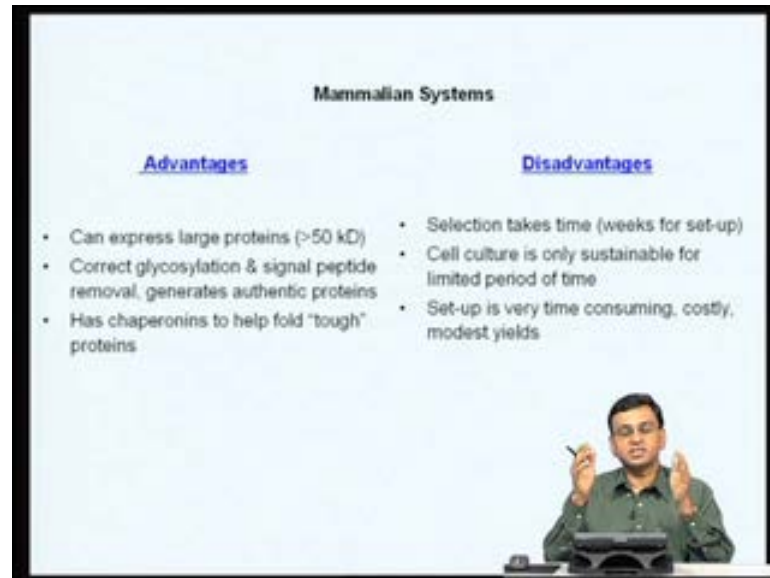 Mammalian Systems
Advantages
• Can express large proteins (>50 kD)
• Correct glycosylation & signal peptide
removal, generates authentic proteins
• Has chaperonins to help fold "tough"
proteins
Disadvantages
• Selection takes time (weeks for set-up)
• Cell culture is only sustainable for
limited period of time
• Set-up is very time consuming, costly,
modest yields